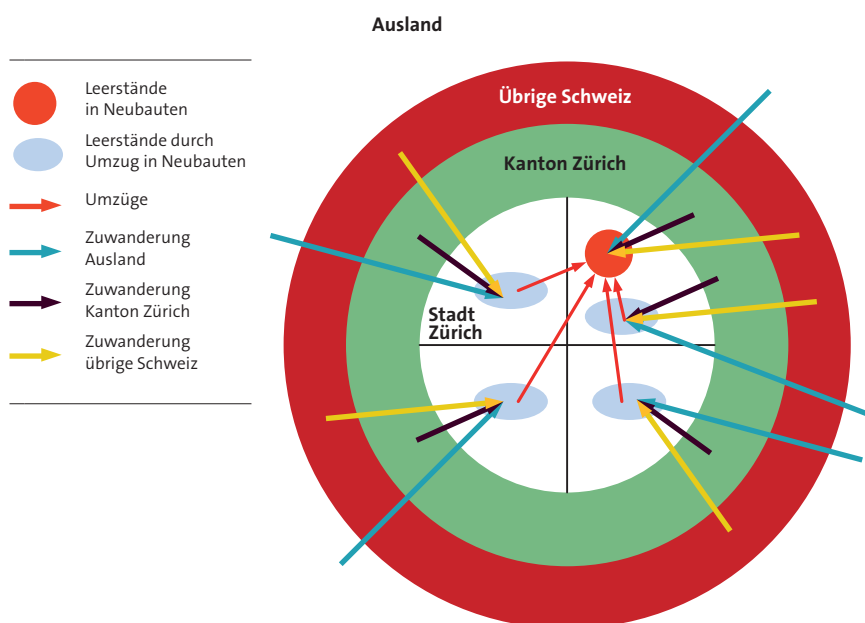 Ausland
Leerstände
in Neubauten
Leerstände durch
Umzug in Neubauten
Umzüge
Zuwanderung
Ausland
Zuwanderung
Kanton Zürich
Zuwanderung
übrige Schweiz
Übrige Schweiz
Kanton Zürich
Stadt
Zürich